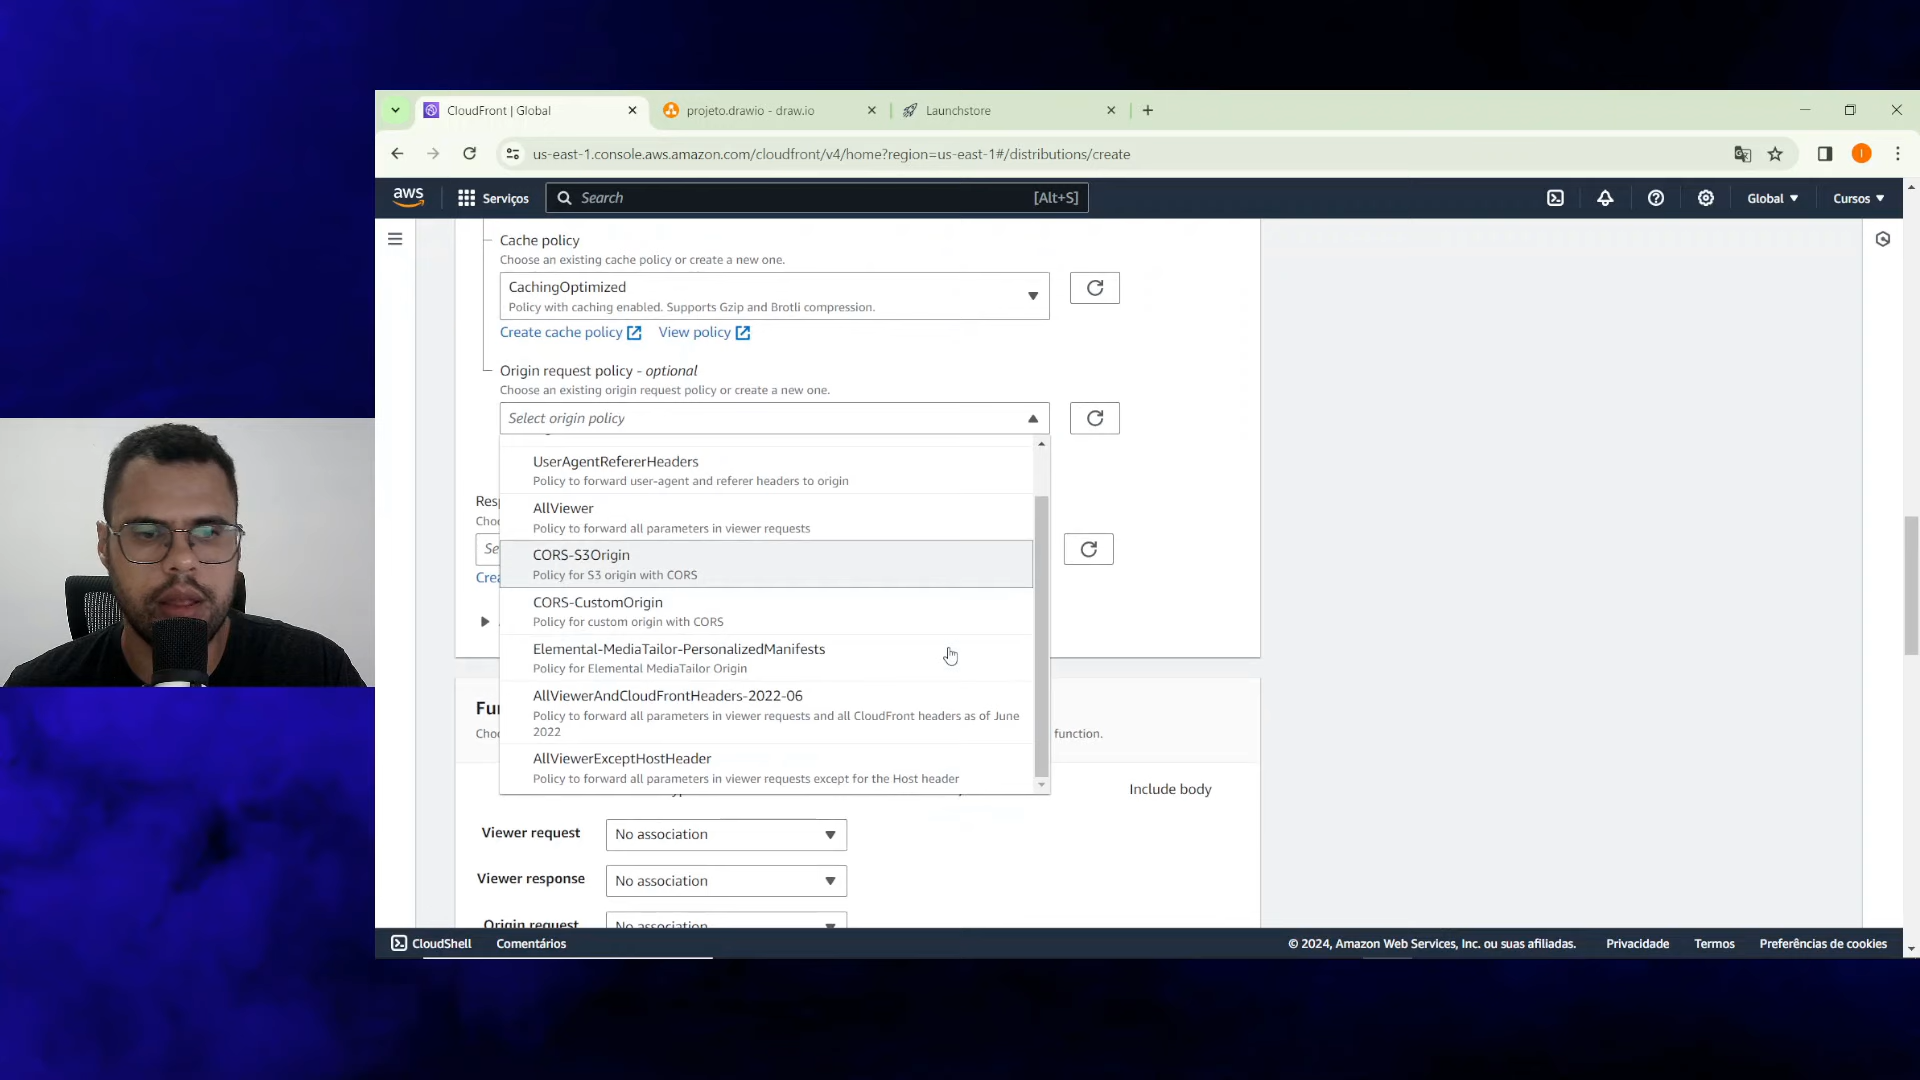 CloudFront | Global
projeto.drawio - draw.io
Launchstore
us-east-1.console.aws.amazon.com/cloudfront/v4/home?region=us-east-1#/distributions/create
aws
Serviços
Search
[Alt+S]
Global
Cursos
Cache policy
Choose an existing cache policy or create a new one.
CachingOptimized
Policy with caching enabled. Supports Gzip and Brotli compression.
Create cache policy
View policy
Origin request policy - optional
Choose an existing origin request policy or create a new one.
Select origin policy
UserAgentRefererHeaders
Policy to forward user-agent and referer headers to origin
AllViewer
Policy to forward all parameters in viewer requests
CORS-S3Origin
Policy for S3 origin with CORS
CORS-CustomOrigin
Policy for custom origin with CORS
Elemental-MediaTailor-PersonalizedManifests
Policy for Elemental MediaTailor Origin
AllViewerAndCloudFrontHeaders-2022-06
Policy to forward all parameters in viewer requests and all CloudFront headers as of June
2022
AllViewerExceptHostHeader
Policy to forward all parameters in viewer requests except for the Host header
function.
Include body
Viewer request
No association
Viewer response
No association
Origin request
No association
CloudShell
Comentários
© 2024, Amazon Web Services, Inc. ou suas afiliadas.
Privacidade
Termos
Preferências de cookies